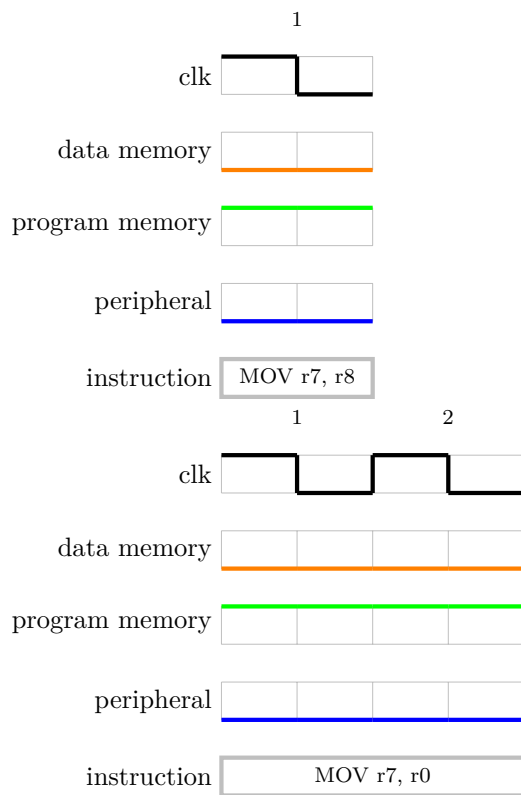 1
clk
data memory
program memory
peripheral
instruction MOV r7, r8
1 2
clk
data memory
program memory
peripheral
instruction MOV r7, r0